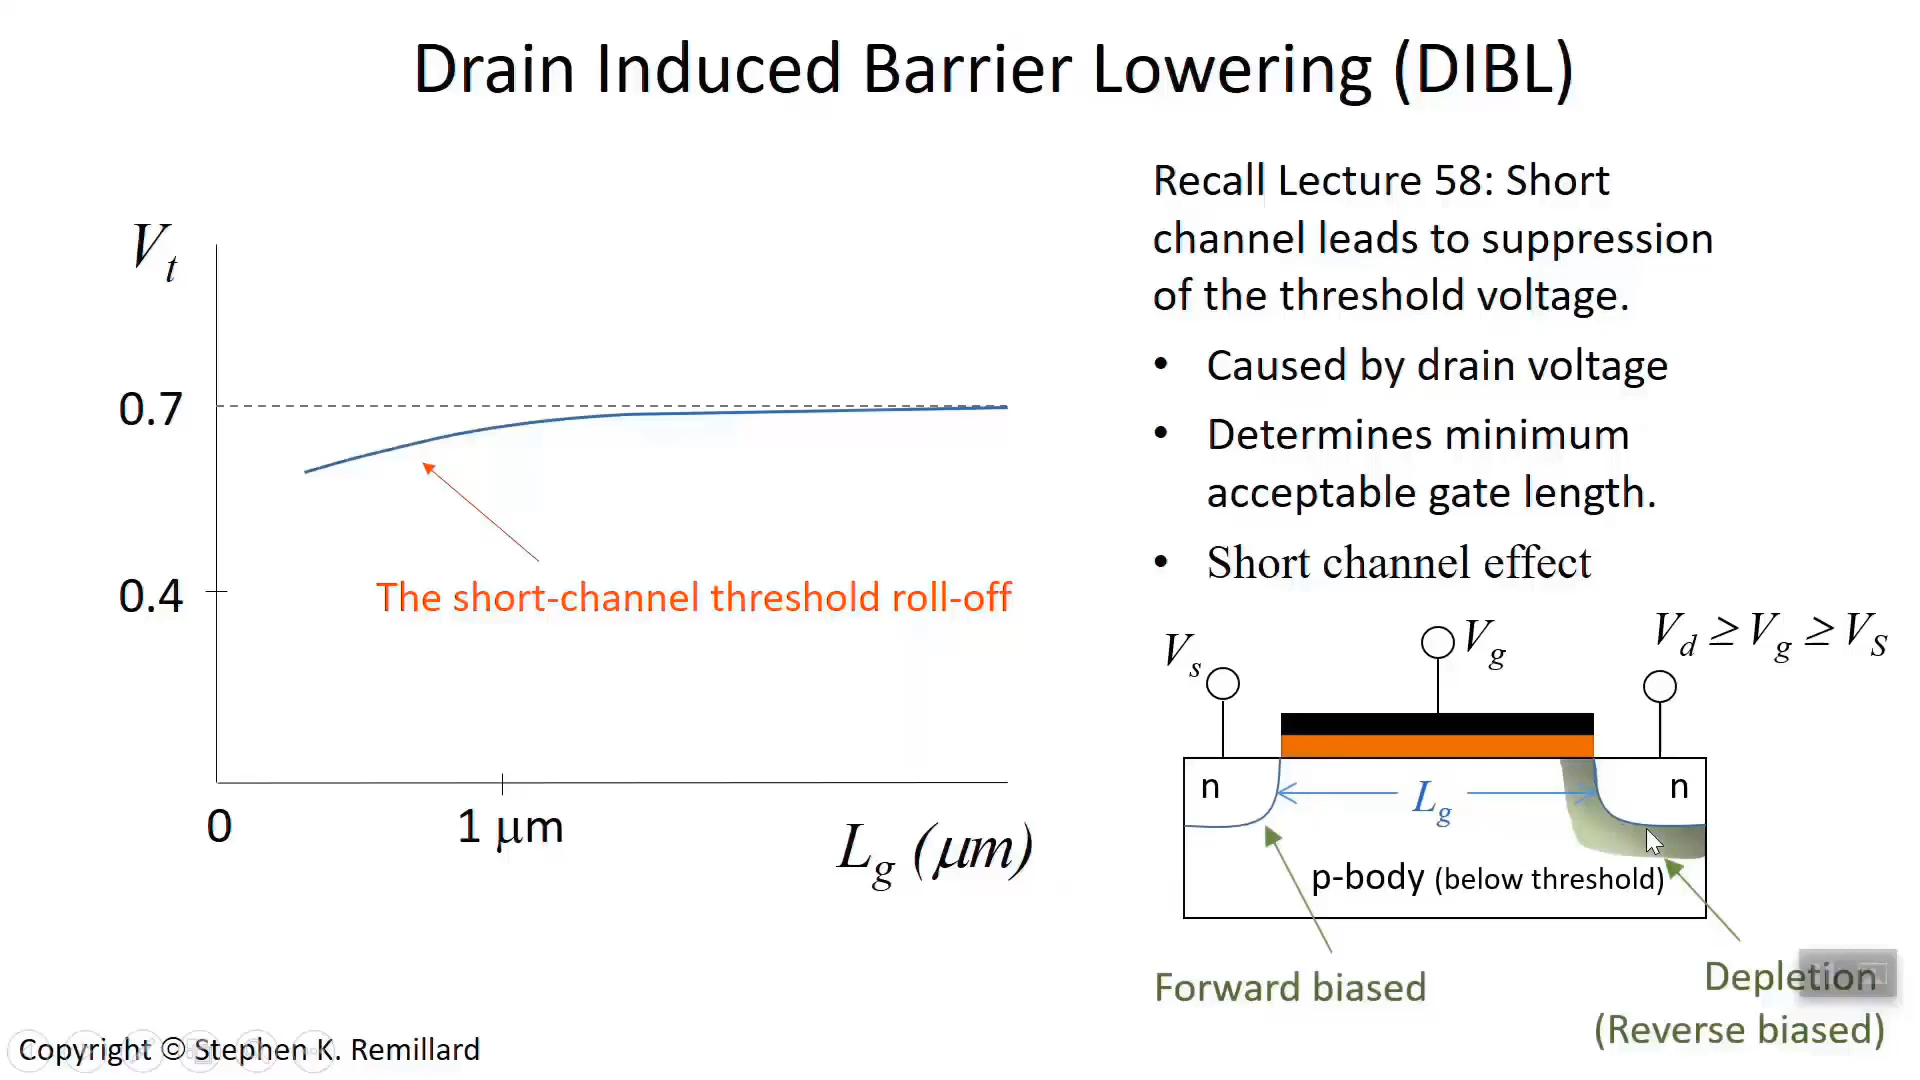 Drain Induced Barrier Lowering (DIBL)
V_t
0.7
0.4
The short-channel threshold roll-off
0
1 μm
L_g (μm)
Recall Lecture 58: Short
channel leads to suppression
of the threshold voltage.
• Caused by drain voltage
• Determines minimum
acceptable gate length.
• Short channel effect
V_s
V_g
V_d ≥ V_g ≥ V_S
n
L_g
n
p-body (below threshold)
Forward biased
Depletion
(Reverse biased)
Copyright © Stephen K. Remillard